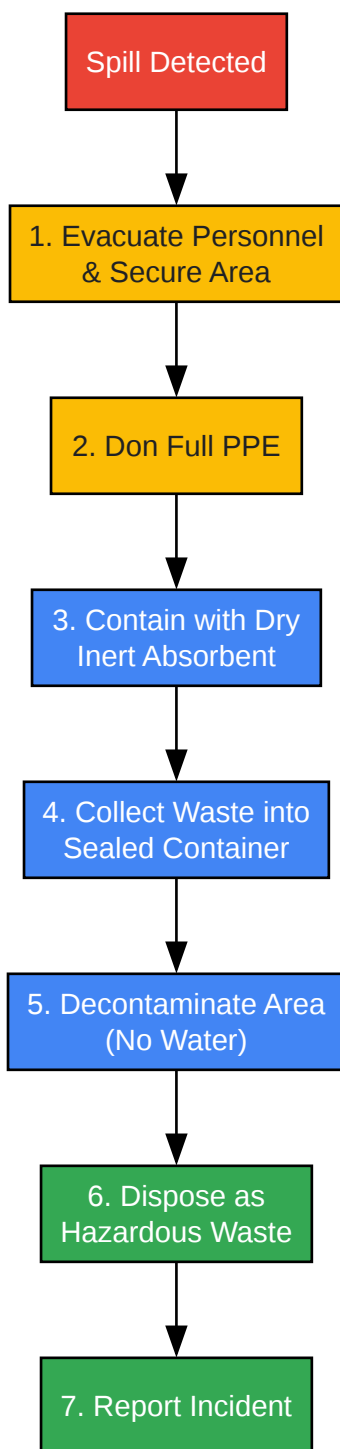 Spill Detected
1. Evacuate Personnel
& Secure Area
2. Don Full PPE
3. Contain with Dry
Inert Absorbent
4. Collect Waste into
Sealed Container
5. Decontaminate Area
(No Water)
6. Dispose as
Hazardous Waste
7. Report Incident